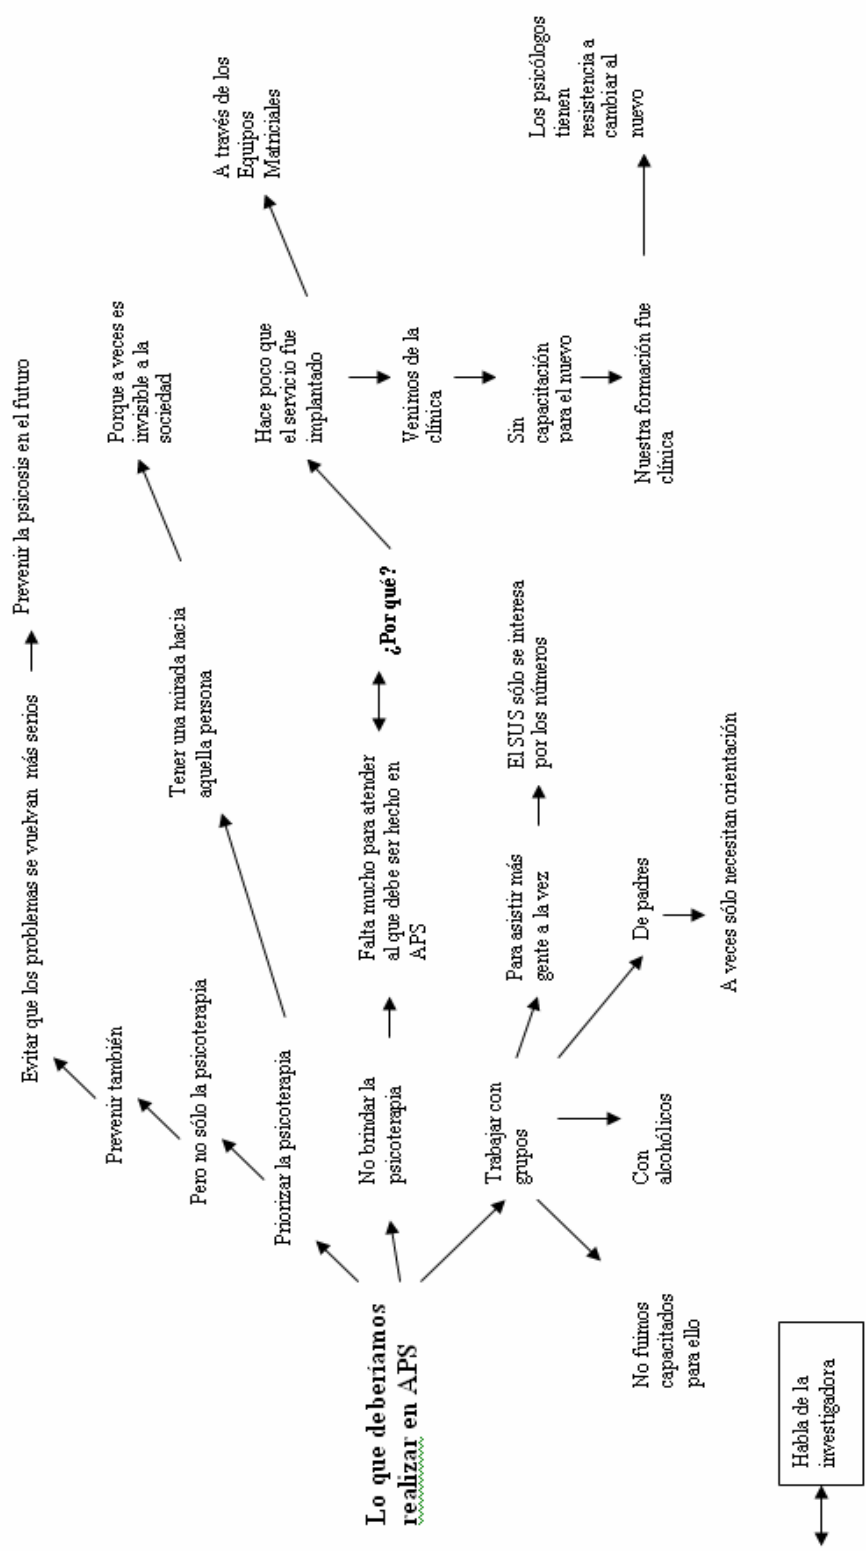 Lo que deberíamos
realizar en APS
Priorizar la psicoterapia
Pero no sólo la psicoterapia
Prevenir también
Evitar que los problemas se vuelvan más serios
Prevenir la psicosis en el futuro
Tener una mirada hacia
aquella persona
Porque a veces es
invisible a la
sociedad
No brindar la
psicoterapia
Falta mucho para atender
al que debe ser hecho en
APS
¿Por qué?
Hace poco que
el servicio fue
implantado
A través de los
Equipos
Matriciales
Venimos de la
clínica
Sin
capacitación
para el nuevo
Nuestra formación fue
clínica
Los psicólogos
tienen
resistencia a
cambiar al
nuevo
Trabajar con
grupos
Para asistir más
gente a la vez
El SUS sólo se interesa
por los números
De padres
A veces sólo necesitan orientación
Con
alcohólicos
No fuimos
capacitados
para ello
Habla de la
investigadora